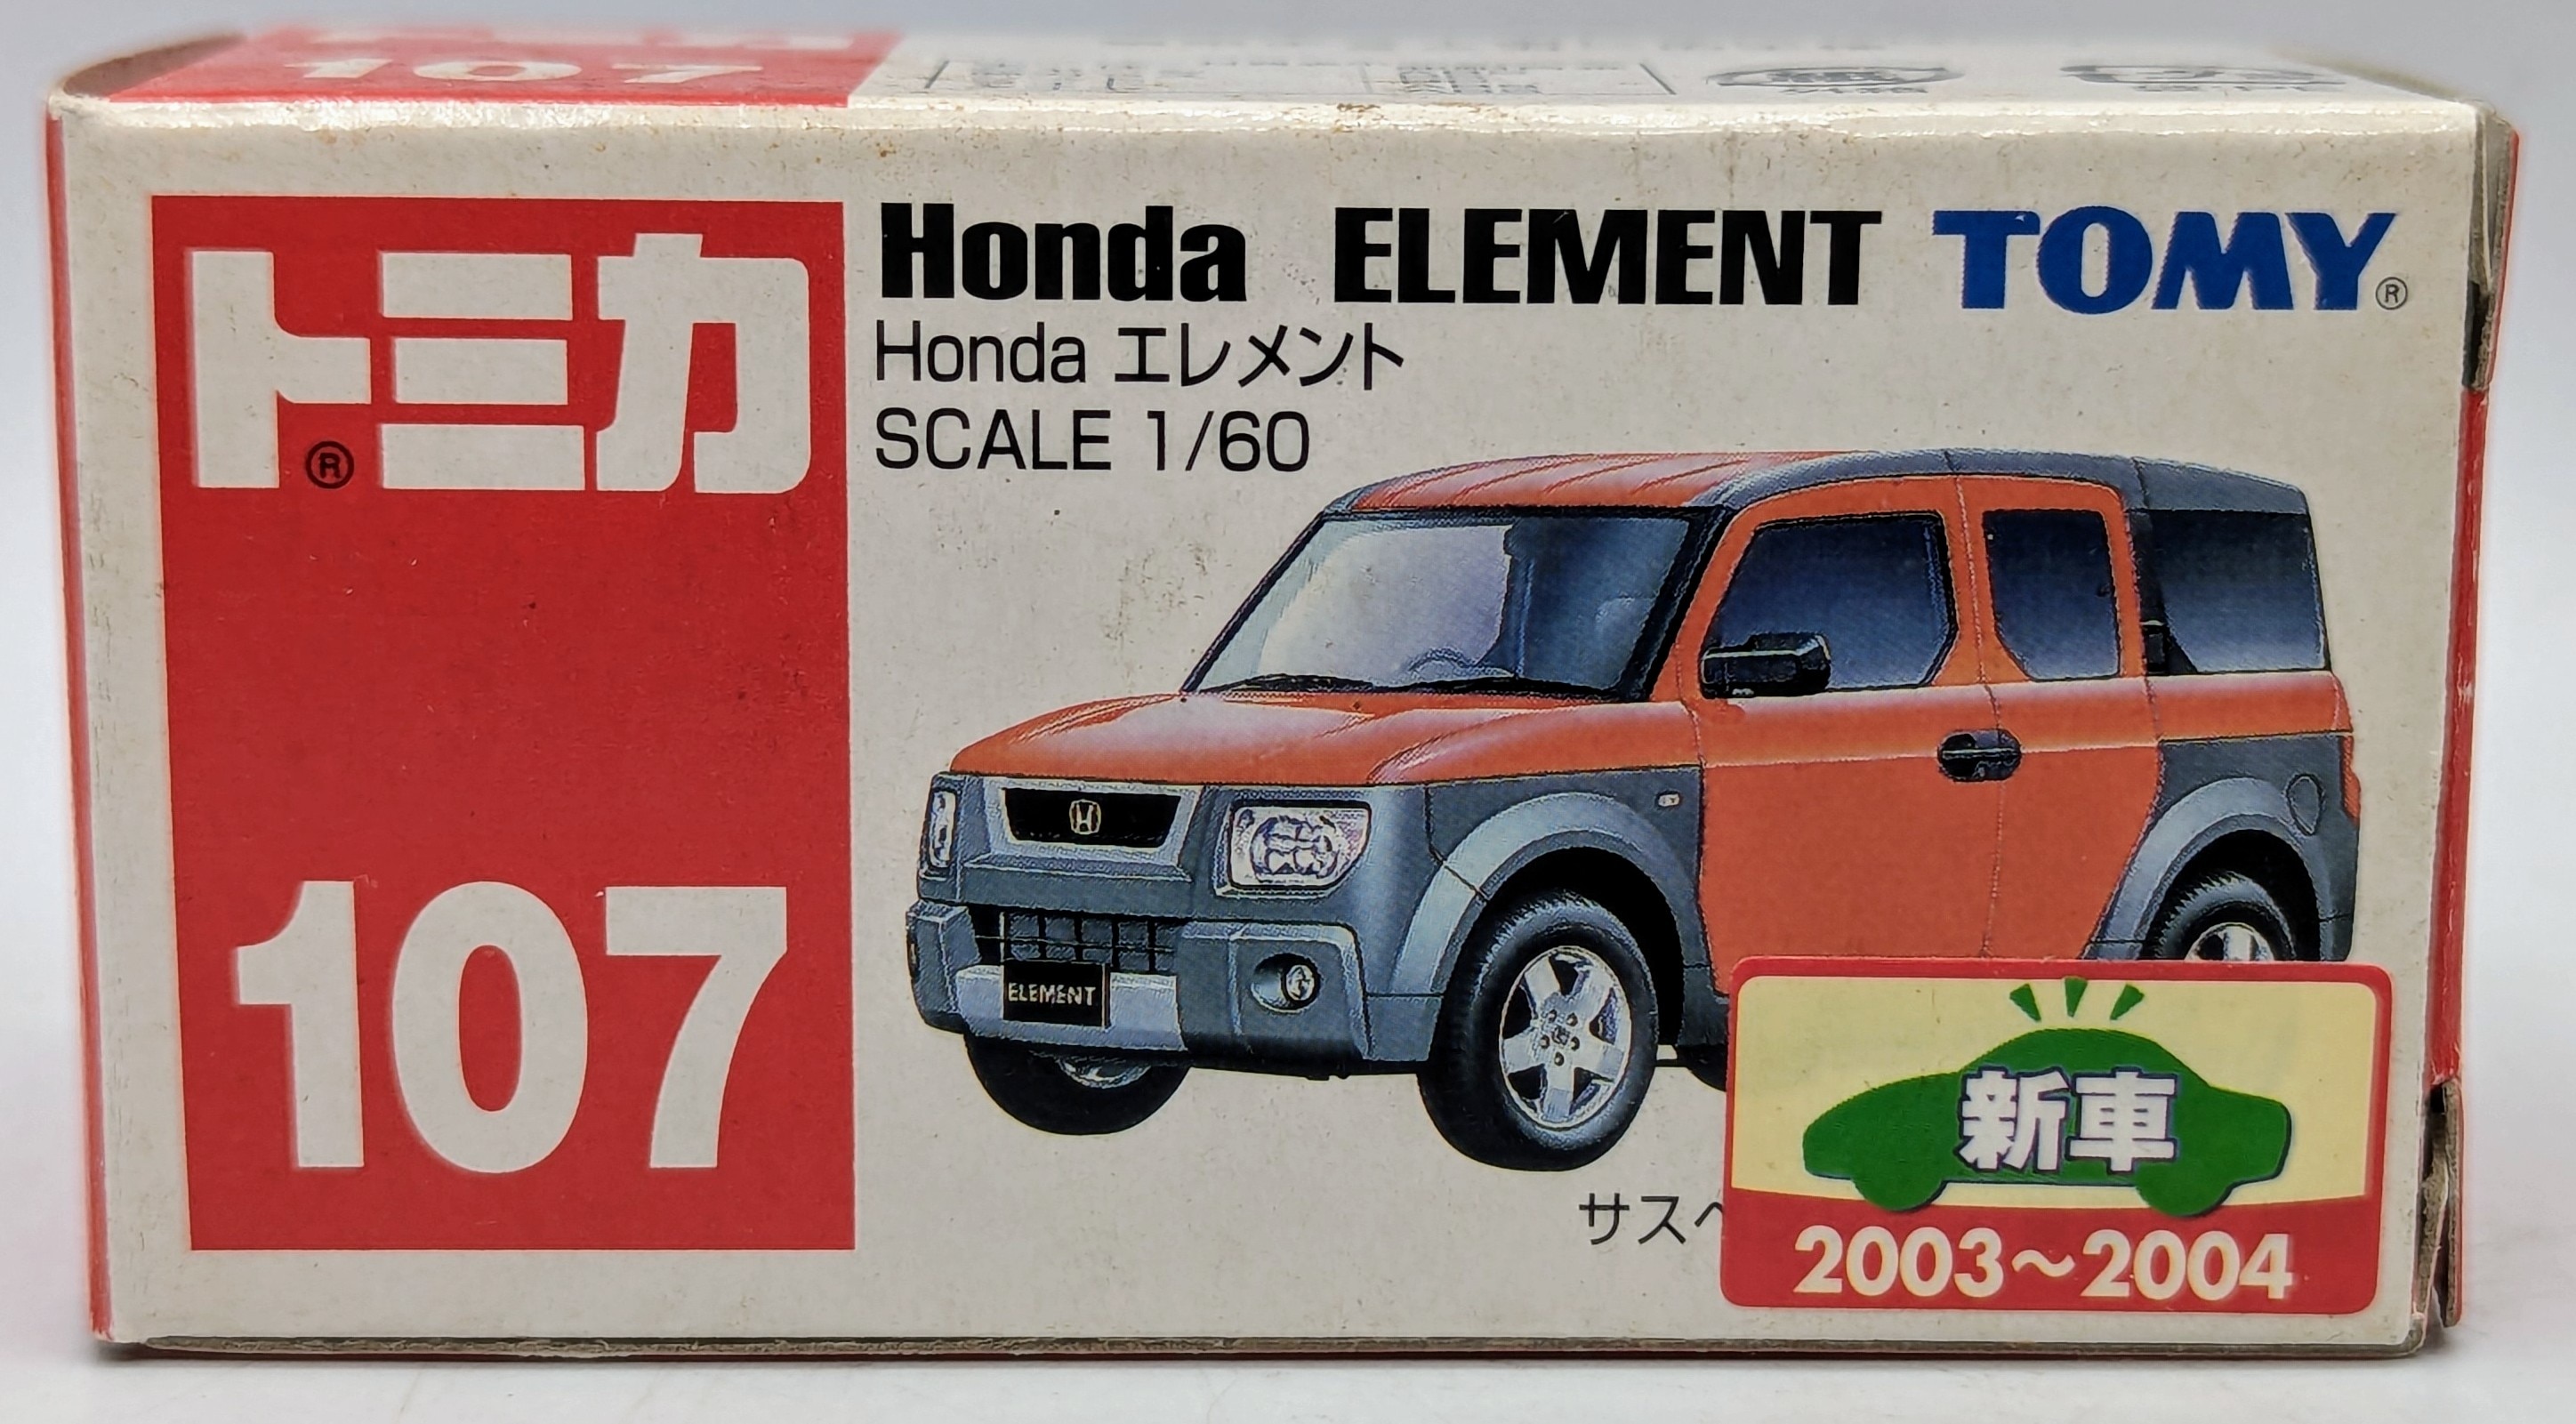 107
トミカ®
Honda ELEMENT TOMY®
Honda エレメント
SCALE 1/60
107
ELEMENT
サスペ
新車
2003～2004